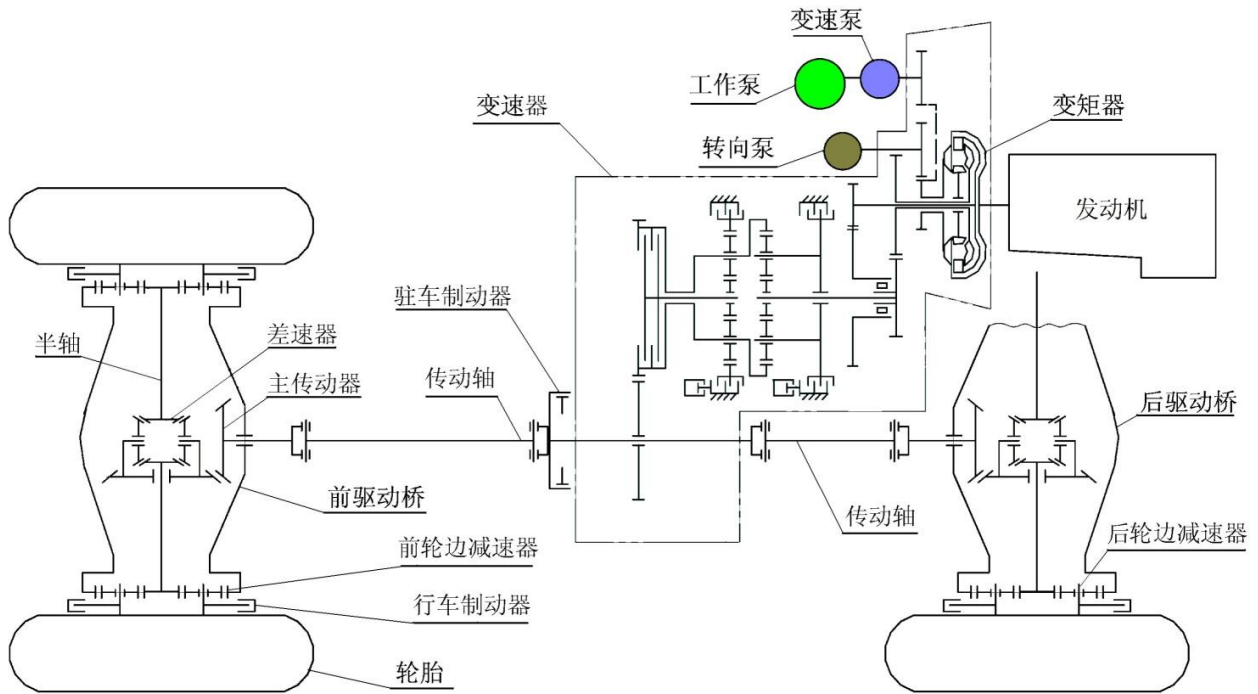 变速泵
工作泵
变速器
变矩器
转向泵
发动机
驻车制动器
半轴
差速器
主传动器
传动轴
后驱动桥
前驱动桥
传动轴
前轮边减速器
后轮边减速器
行车制动器
轮胎